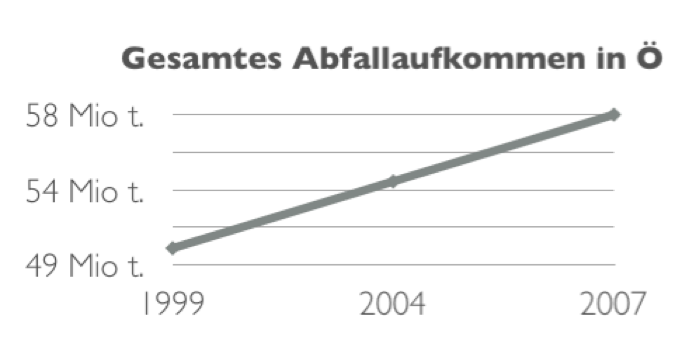 Gesamtes Abfallaufkommen in Ö
58 Mio t.
54 Mio t.
49 Mio t.
1999 2004 2007